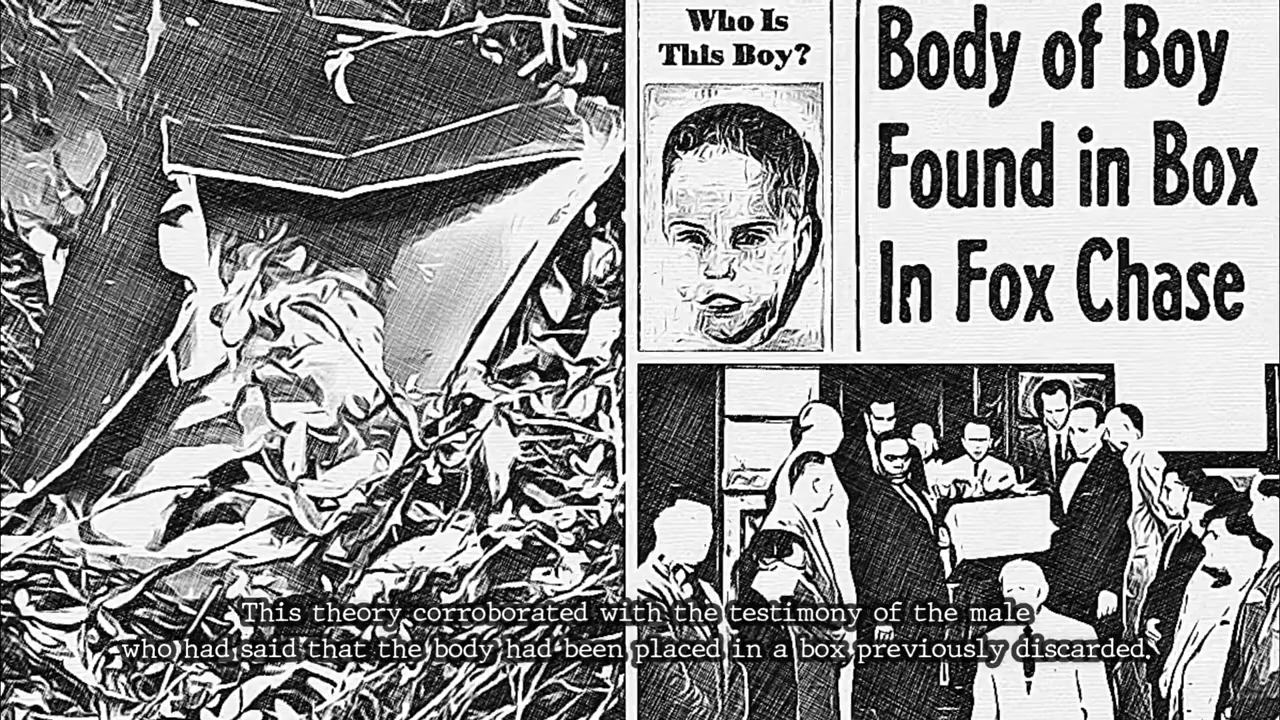 Who Is
This Boy?
Body of Boy
Found in Box
In Fox Chase
This theory corroborated with the testimony of the male
who had said that the body had been placed in a box previously discarded.